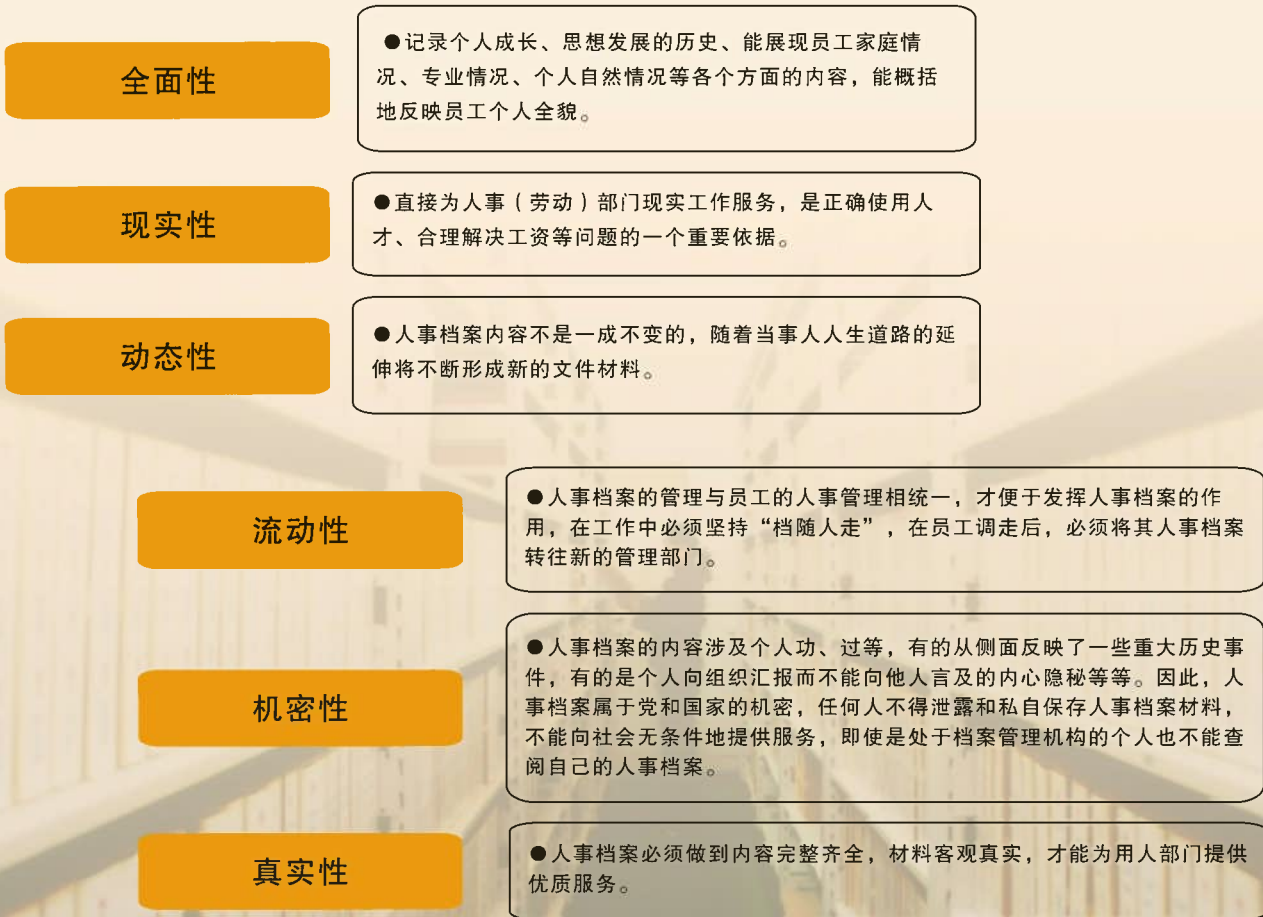 全面性
●记录个人成长、思想发展的历史、能展现员工家庭情
况、专业情况、个人自然情况等各个方面的内容，能概括
地反映员工个人全貌。
现实性
●直接为人事（劳动）部门现实工作服务，是正确使用人
才、合理解决工资等问题的一个重要依据。
动态性
●人事档案内容不是一成不变的，随着当事人人生道路的延
伸将不断形成新的文件材料。
流动性
●人事档案的管理与员工的人事管理相统一，才便于发挥人事档案的作
用，在工作中必须坚持“档随人走”，在员工调走后，必须将其人事档案
转往新的管理部门。
机密性
●人事档案的内容涉及个人功、过等，有的从侧面反映了一些重大历史事
件，有的是个人向组织汇报而不能向他人言及的内心隐秘等等。因此，人
事档案属于党和国家的机密，任何人不得泄露和私自保存人事档案材料，
不能向社会无条件地提供服务，即使是处于档案管理机构的个人也不能查
阅自己的人事档案。
真实性
●人事档案必须做到内容完整齐全，材料客观真实，才能为用人部门提供
优质服务。